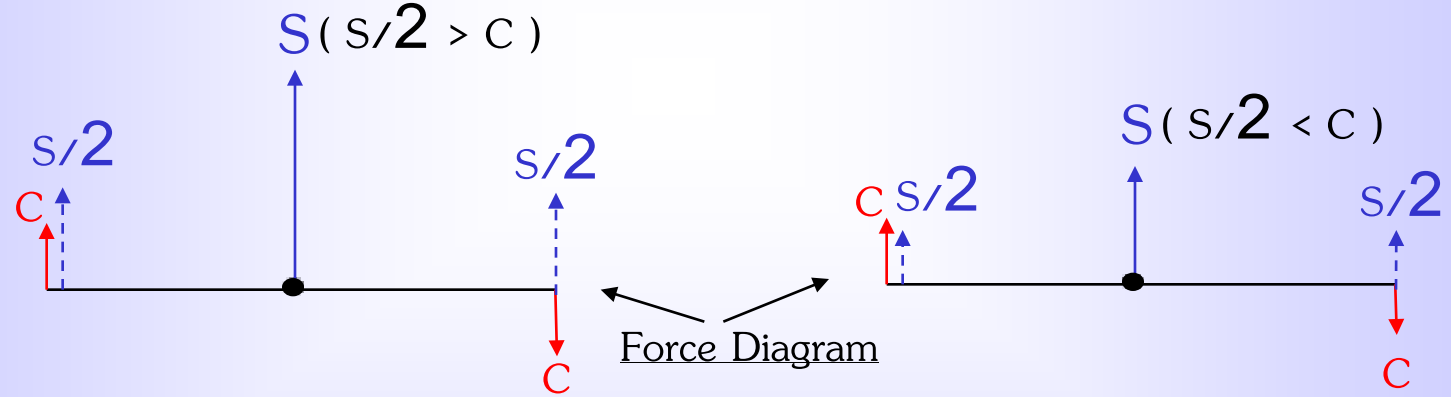 S ( S/2 > C )
S/2
C
S/2
C
S ( S/2 < C )
C S/2
S/2
C
Force Diagram